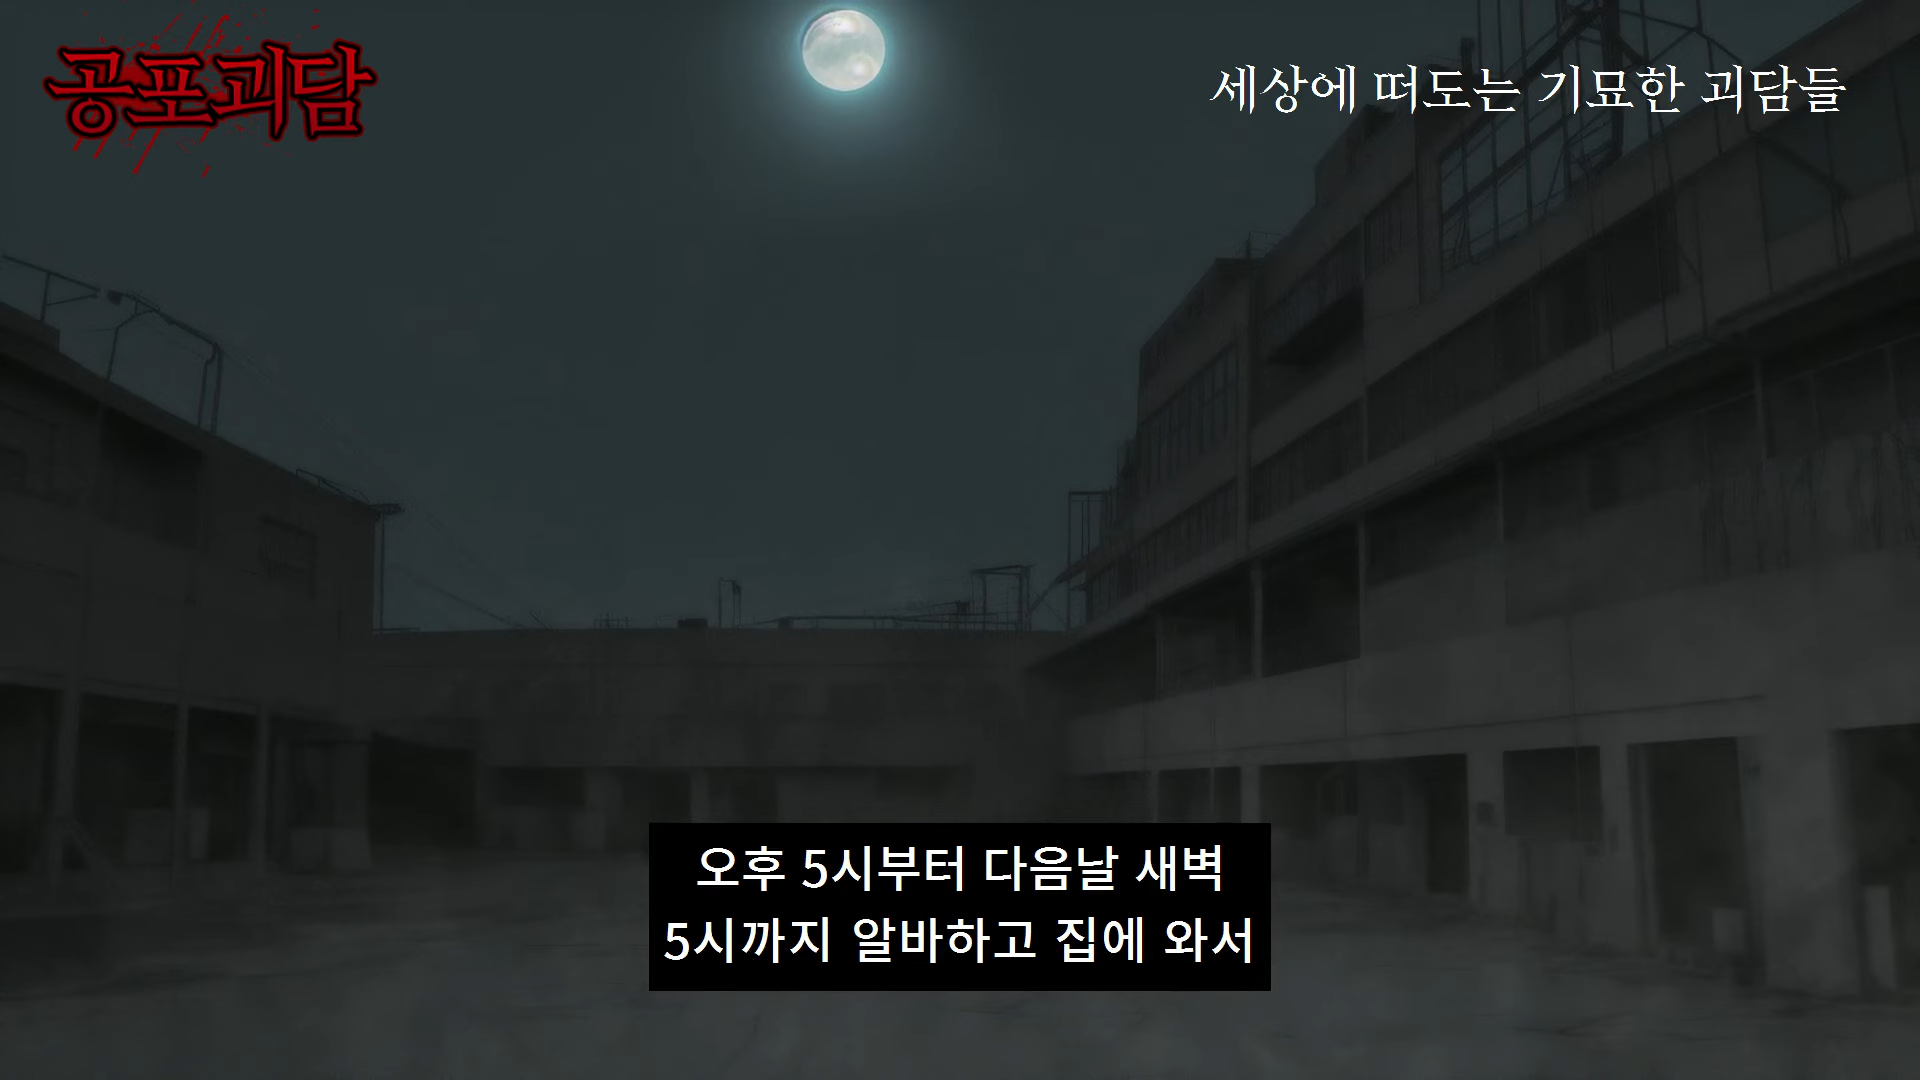 공포괴담
세상에 떠도는 기묘한 괴담들
오후 5시부터 다음날 새벽
5시까지 알바하고 집에 와서